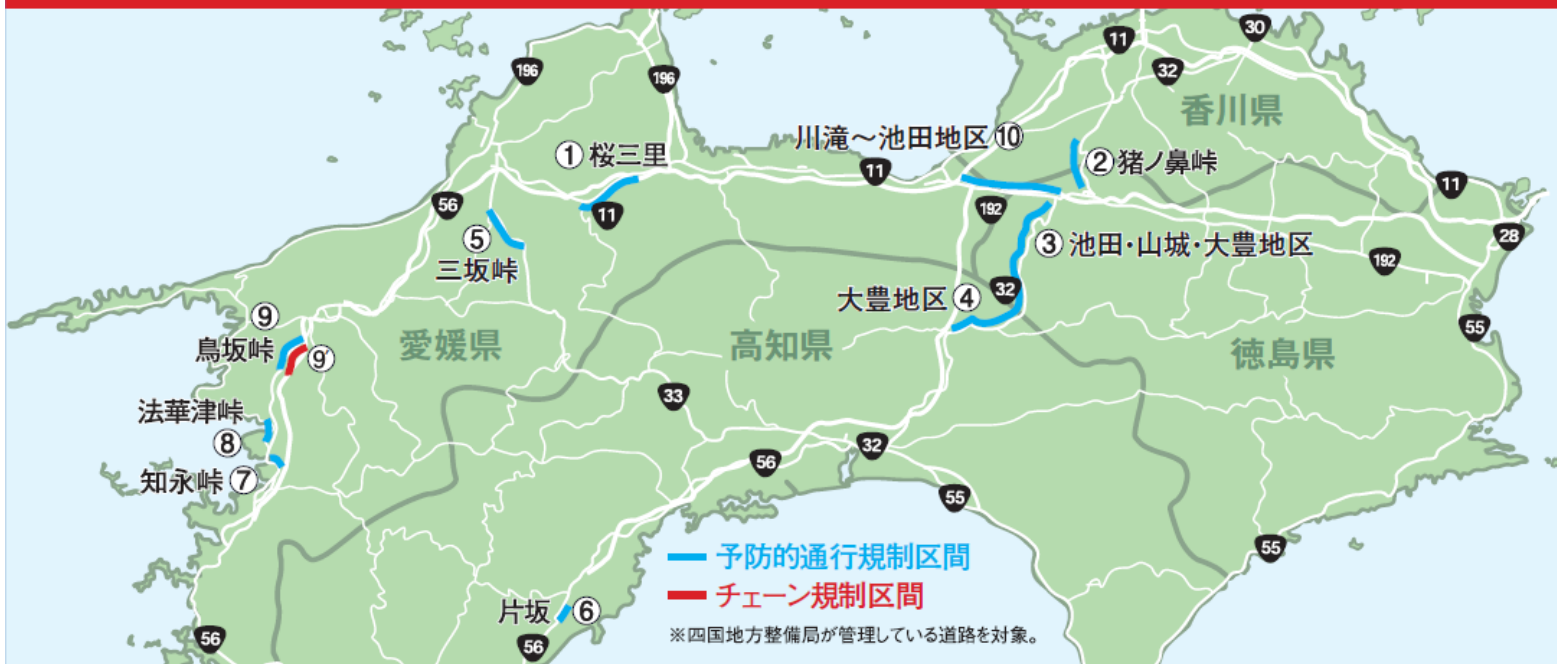 11
30
196
196
32
香川県
川滝～池田地区⑩
①桜三里
②猪ノ鼻峠
11
11
56
11
192
28
⑤
三坂峠
③池田・山城・大豊地区
192
大豊地区④
32
⑨
鳥坂峠
⑨′
愛媛県
高知県
徳島県
55
33
法華津峠
⑧
知永峠⑦
56
32
55
55
予防的通行規制区間
チェーン規制区間
片坂⑥
※四国地方整備局が管理している道路を対象。
56
56